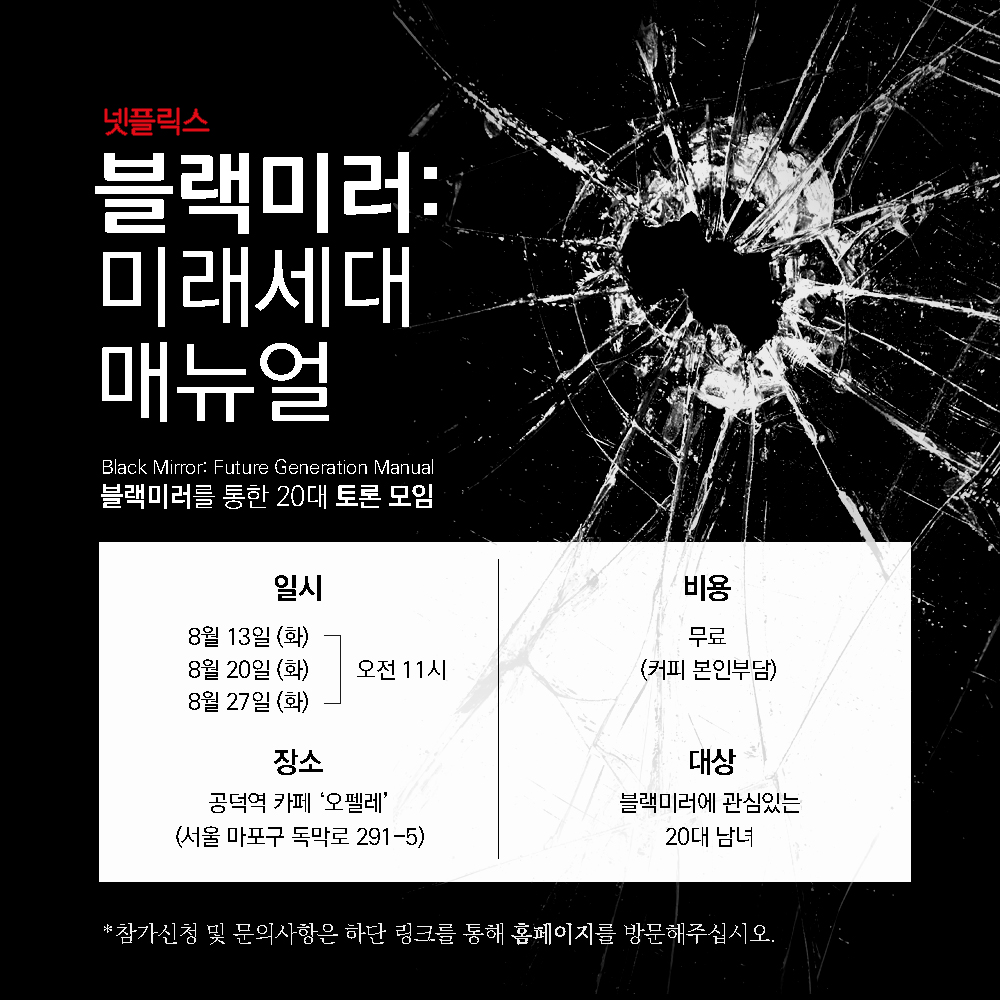 넷플릭스
블랙미러:
미래세대
매뉴얼
Black Mirror: Future Generation Manual
블랙미러를 통한 20대 토론 모임
일시
8월 13일 (화)
8월 20일 (화)
8월 27일 (화)
오전 11시
장소
공덕역 카페 ‘오펠레’
(서울 마포구 독막로 291-5)
비용
무료
(커피 본인부담)
대상
블랙미러에 관심있는
20대 남녀
*참가신청 및 문의사항은 하단 링크를 통해 홈페이지를 방문해주십시오.